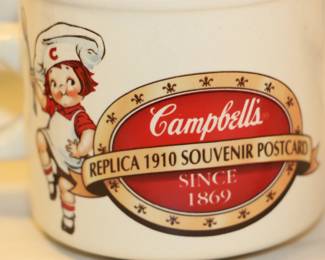 C
Campbell's
REPLICA 1910 SOUVENIR POSTCARD
SINCE
1869